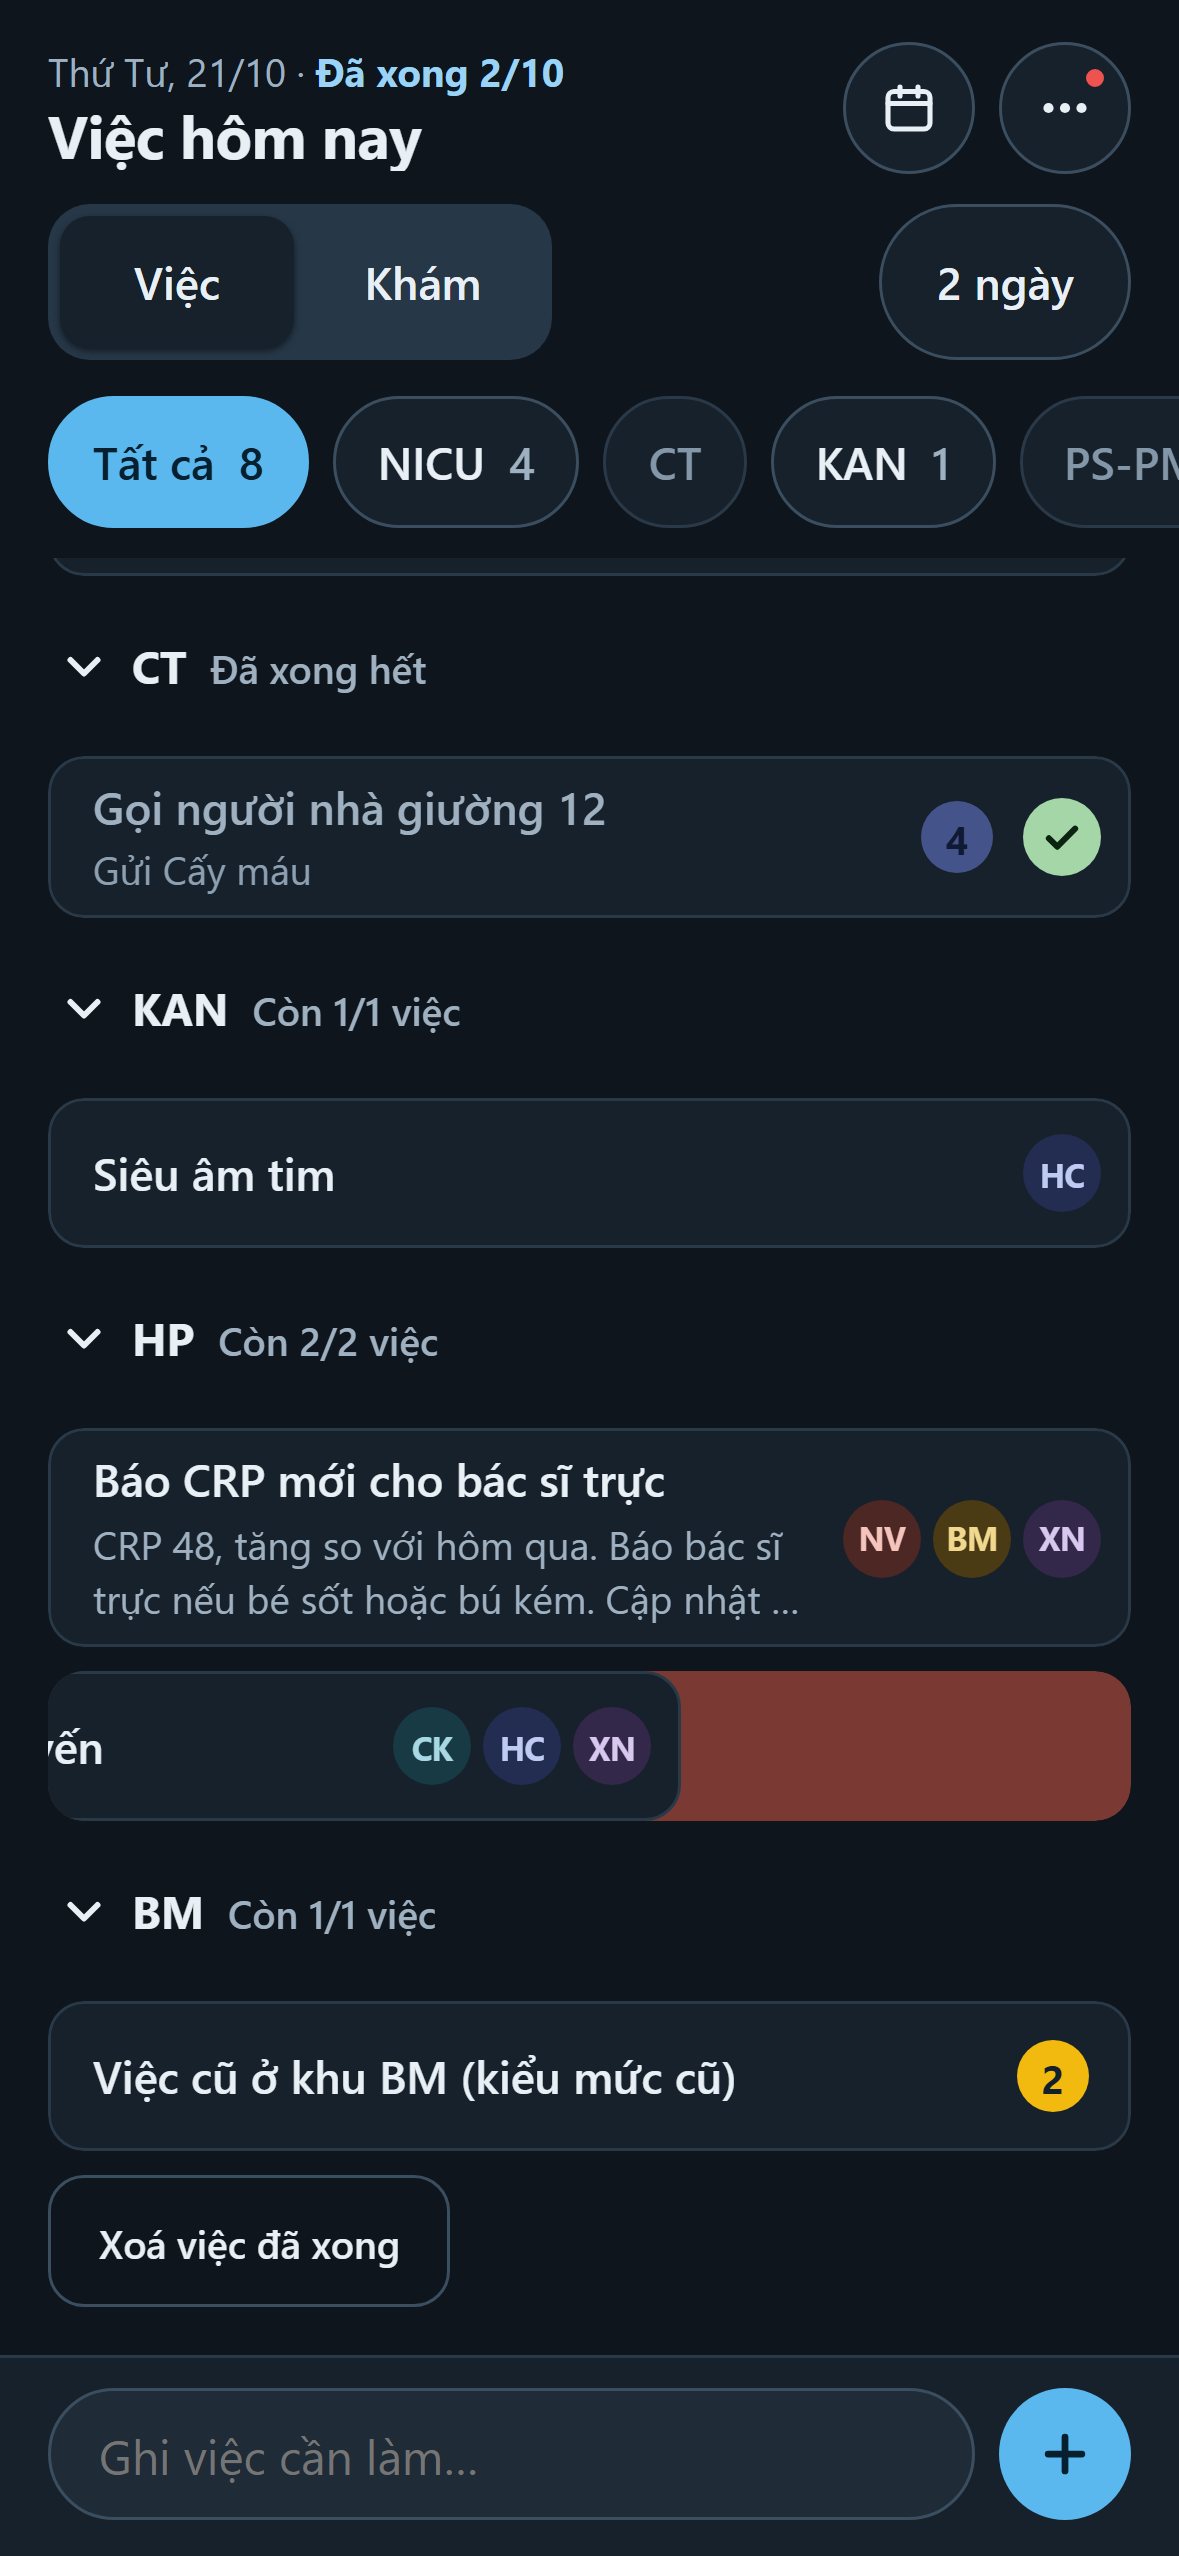 Thứ Tư, 21/10 · Đã xong 2/10
Việc hôm nay
Việc
Khám
2 ngày
Tất cả 8
NICU 4
CT
KAN 1
CT Đã xong hết
Gọi người nhà giường 12
Gửi Cấy máu
4
KAN Còn 1/1 việc
Siêu âm tim
HC
HP Còn 2/2 việc
Báo CRP mới cho bác sĩ trực
CRP 48, tăng so với hôm qua. Báo bác sĩ
trực nếu bé sốt hoặc bú kém. Cập nhật ...
NV BM XN
CK HC XN
BM Còn 1/1 việc
Việc cũ ở khu BM (kiểu mức cũ)
2
Xoá việc đã xong
Ghi việc cần làm...